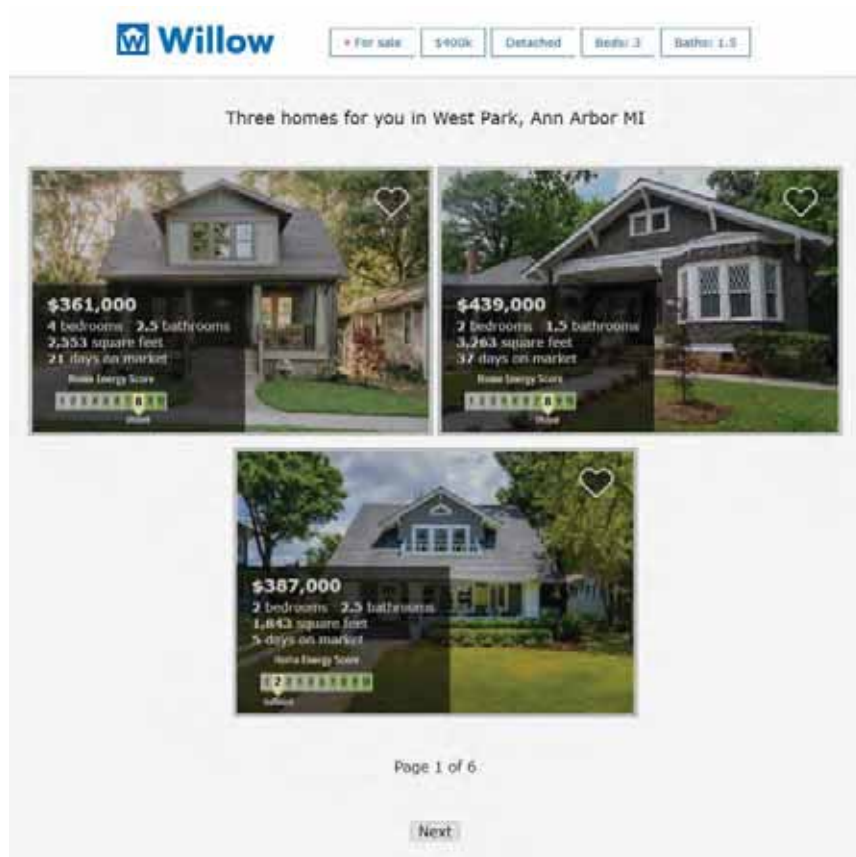 Willow
For sale
$400k
Detached
Beds: 3
Baths: 1.5
Three homes for you in West Park, Ann Arbor MI
$361,000
4 bedrooms 2.5 bathrooms
2,553 square feet
21 days on market
Home Energy Score
8
$439,000
2 bedrooms 1.5 bathrooms
3,263 square feet
37 days on market
Home Energy Score
8
$387,000
2 bedrooms 2.5 bathrooms
1,843 square feet
5 days on market
Home Energy Score
2
Page 1 of 6
Next